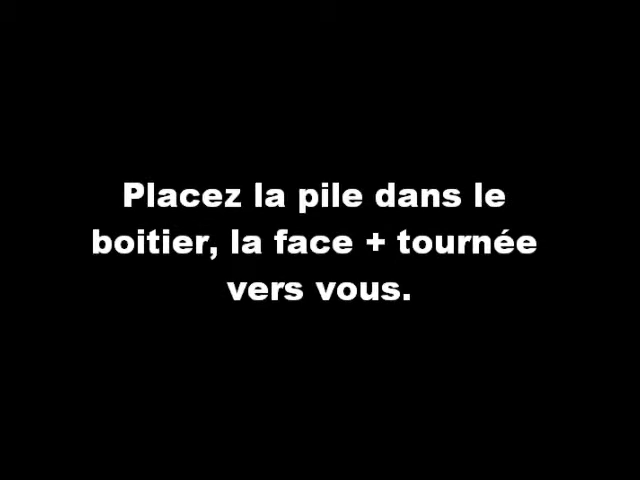 Placez la pile dans le
boitier, la face + tournée
vers vous.